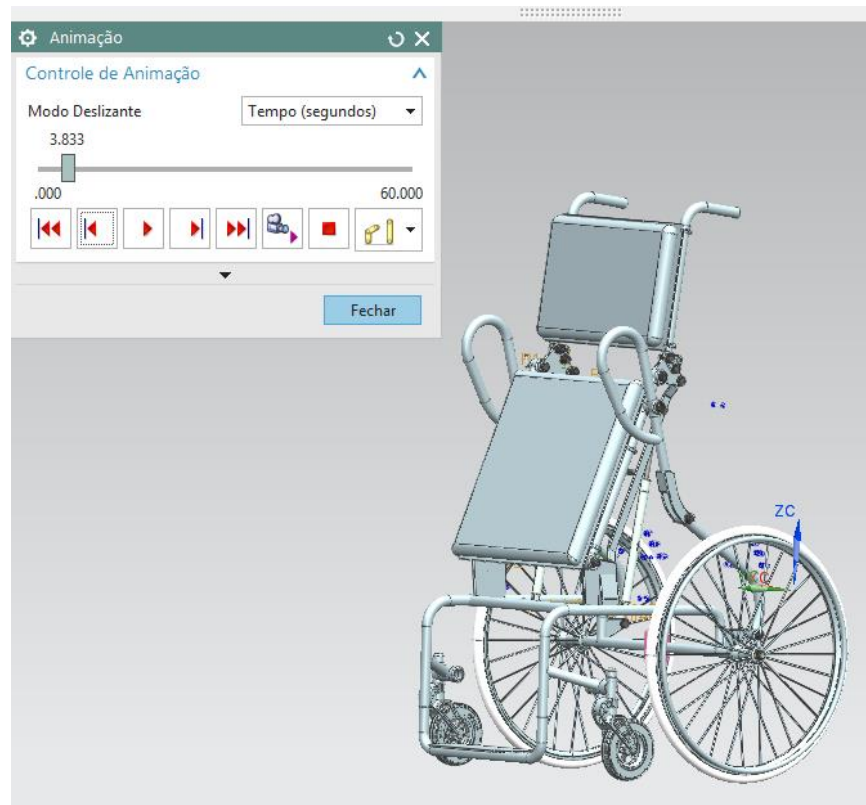 Animação
Controle de Animação
Modo Deslizante
Tempo (segundos)
3.833
.000
60.000
Fechar
ZC